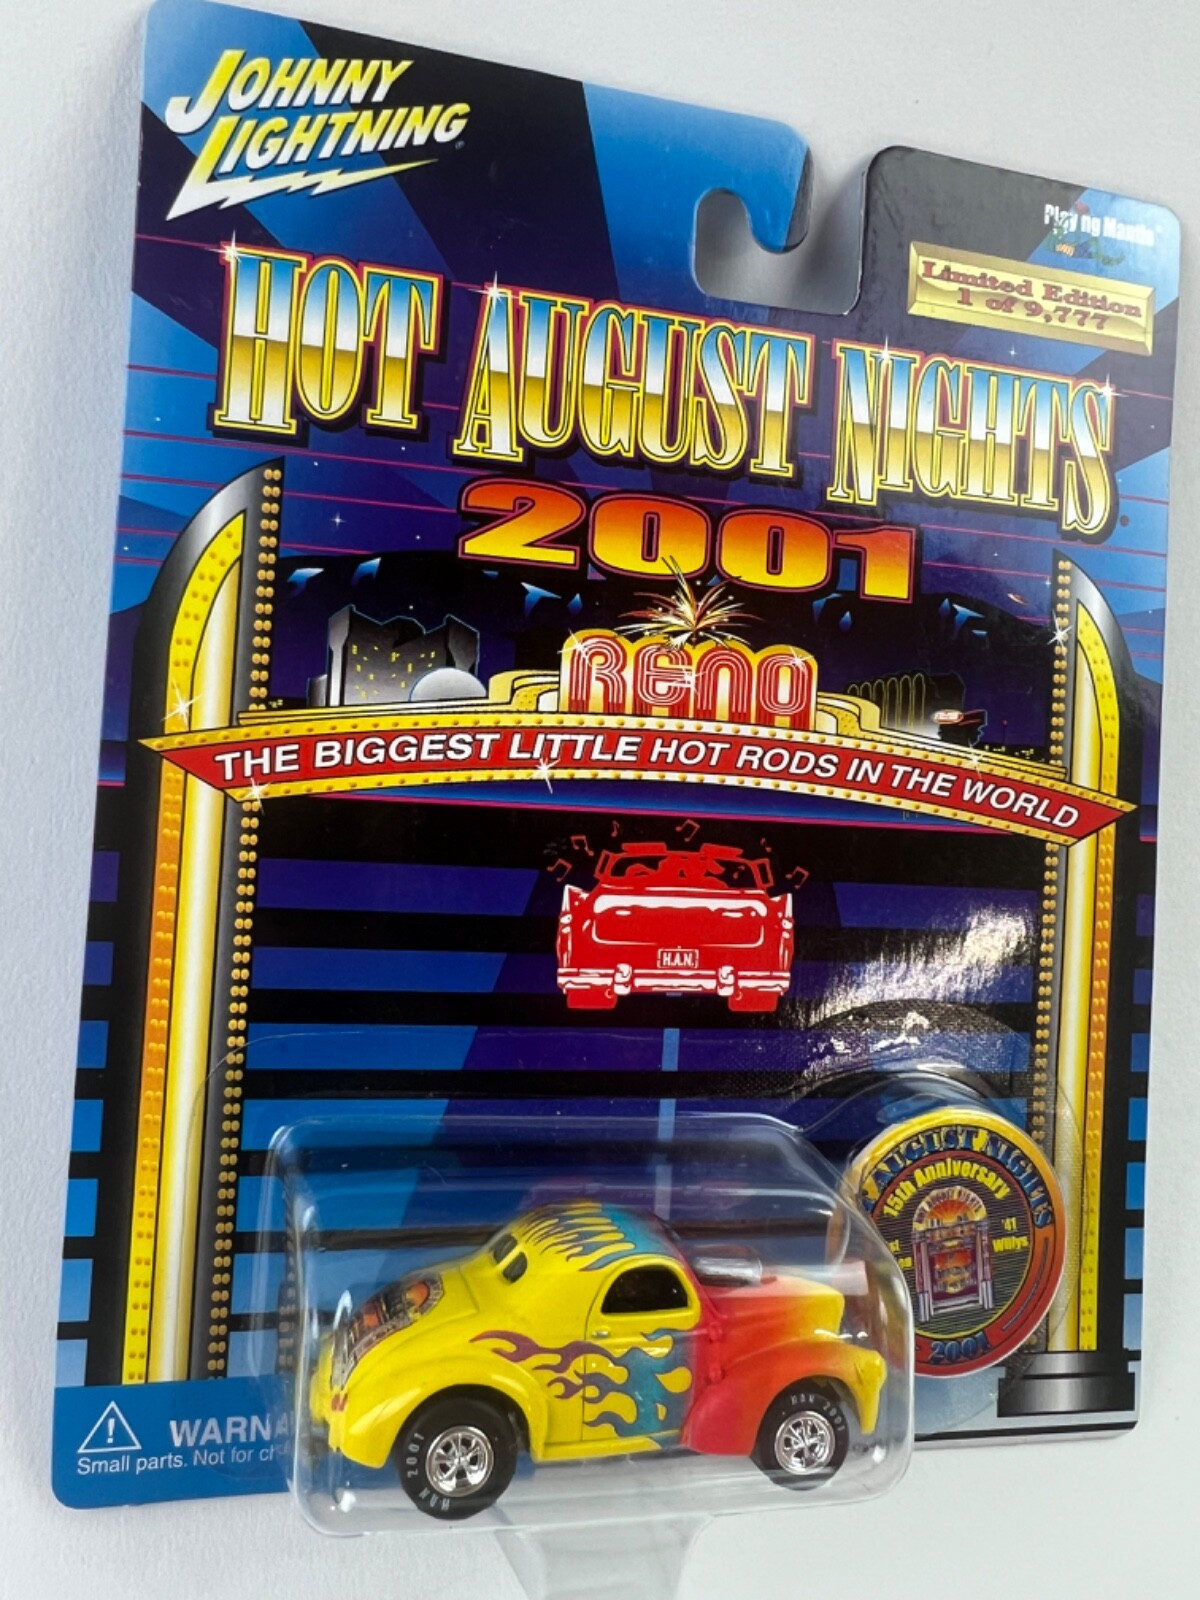 JOHNNY
LIGHTNING
Playing Mantis
Limited Edition
1 of 9,777
HOT AUGUST NIGHTS
2001
RENO
THE BIGGEST LITTLE HOT RODS IN THE WORLD
H.A.N.
AUGUST NIGHTS
15th Anniversary
'41
Willys
2001
HAN 2001
HAN 2001
WARN
Small parts. Not for ch